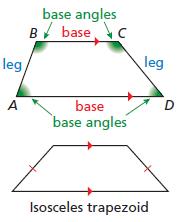 base angles
B base C
leg leg
A base D
base angles
Isosceles trapezoid